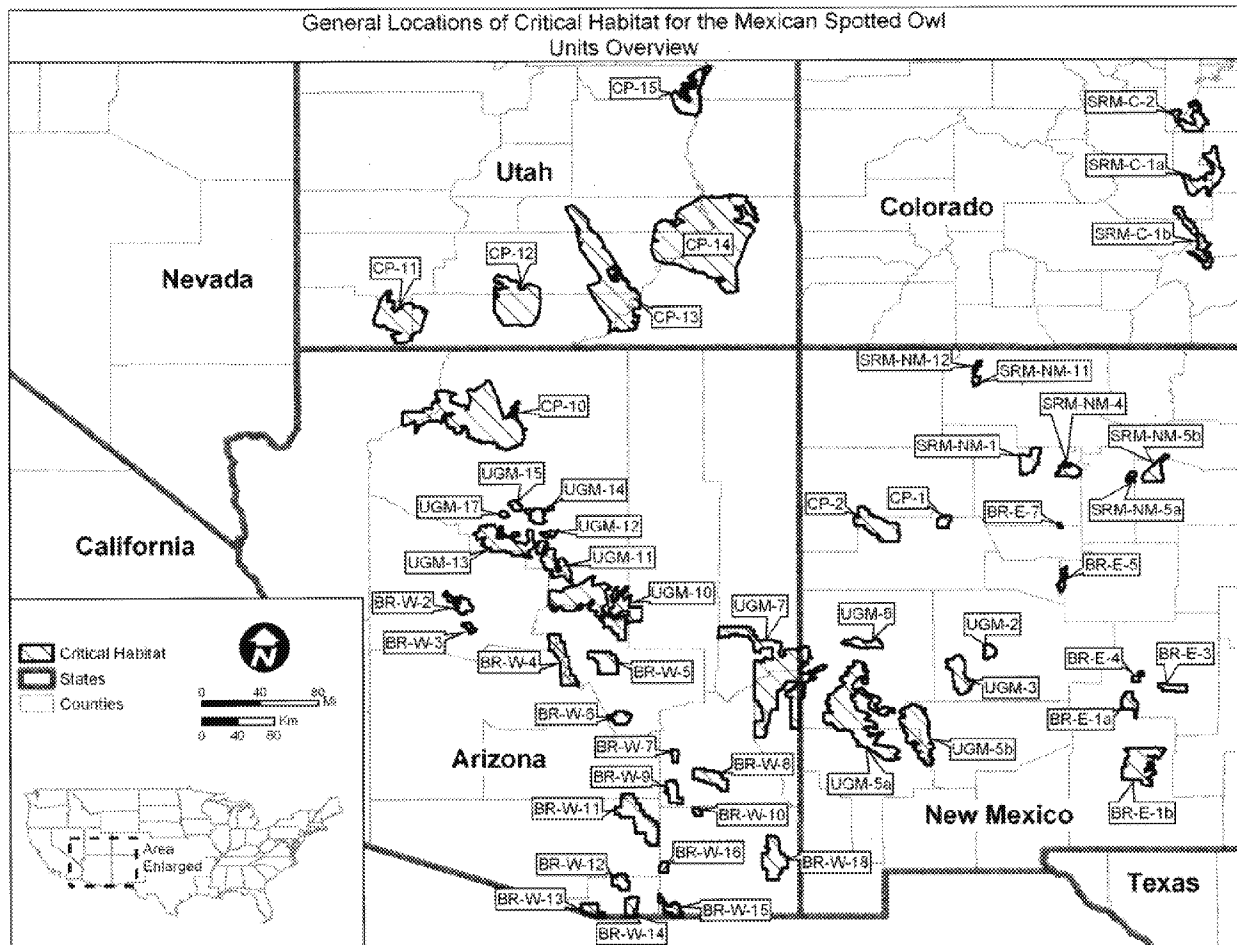 General Locations of Critical Habitat for the Mexican Spotted Owl
Units Overview
CP-15
SRM-C-2
Utah
SRM-C-1a
Colorado
SRM-C-1b
CP-14
CP-12
CP-11
Nevada
CP-13
SRM-NM-12
SRM-NM-11
CP-10
SRM-NM-4
SRM-NM-5b
SRM-NM-1
UGM-15
UGM-14
UGM-17
CP-1
CP-2
SRM-NM-5a
BR-E-7
UGM-12
California
UGM-13
UGM-11
BR-E-5
UGM-10
BR-W-2
UGM-7
UGM-6
UGM-2
BR-W-3
BR-E-4
BR-E-3
BR-W-4
BR-W-5
UGM-3
BR-E-1a
BR-W-6
BR-W-7
UGM-5b
Arizona
BR-W-8
BR-W-9
UGM-5a
BR-W-11
BR-W-10
New Mexico
BR-E-1b
BR-W-16
BR-W-18
BR-W-12
Texas
BR-W-13
BR-W-15
BR-W-14
N
Critical Habitat
States
Counties
0 40 80
Mi
Km
0 40 80
Area
Enlarged